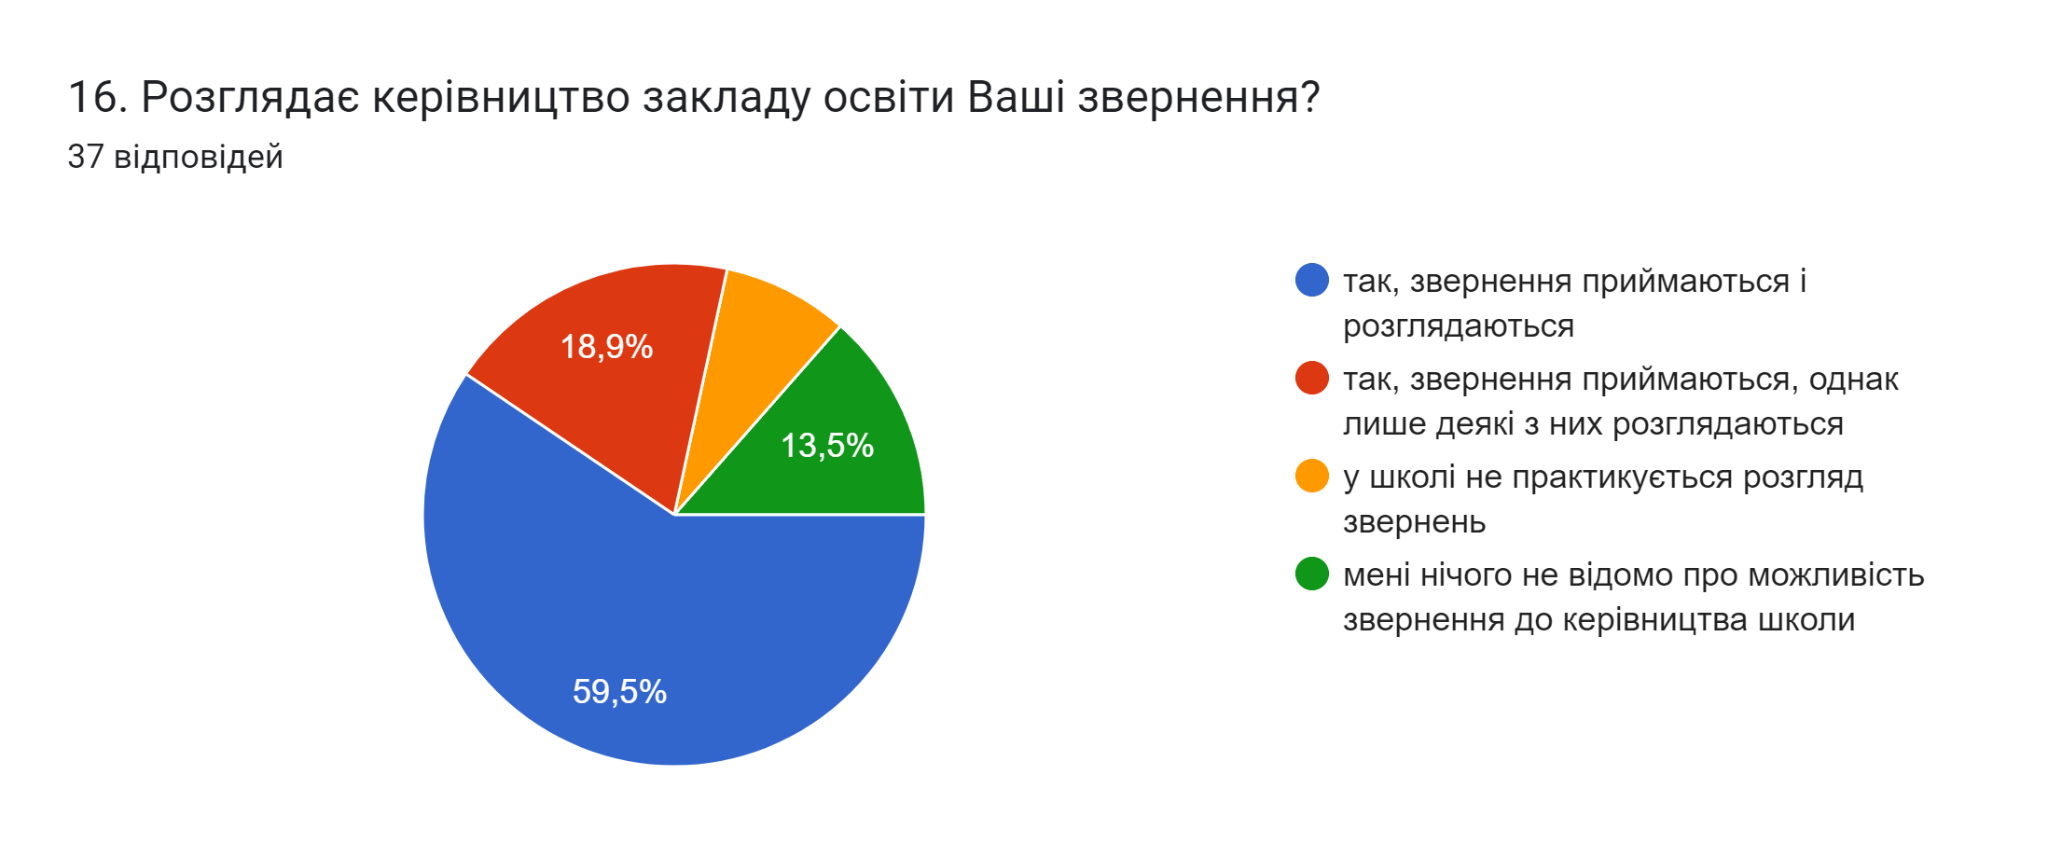 16. Розглядає керівництво закладу освіти Ваші звернення?
37 відповідей
18,9%
13,5%
59,5%
так, звернення приймаються і
розглядаються
так, звернення приймаються, однак
лише деякі з них розглядаються
у школі не практикується розгляд
звернень
мені нічого не відомо про можливість
звернення до керівництва школи